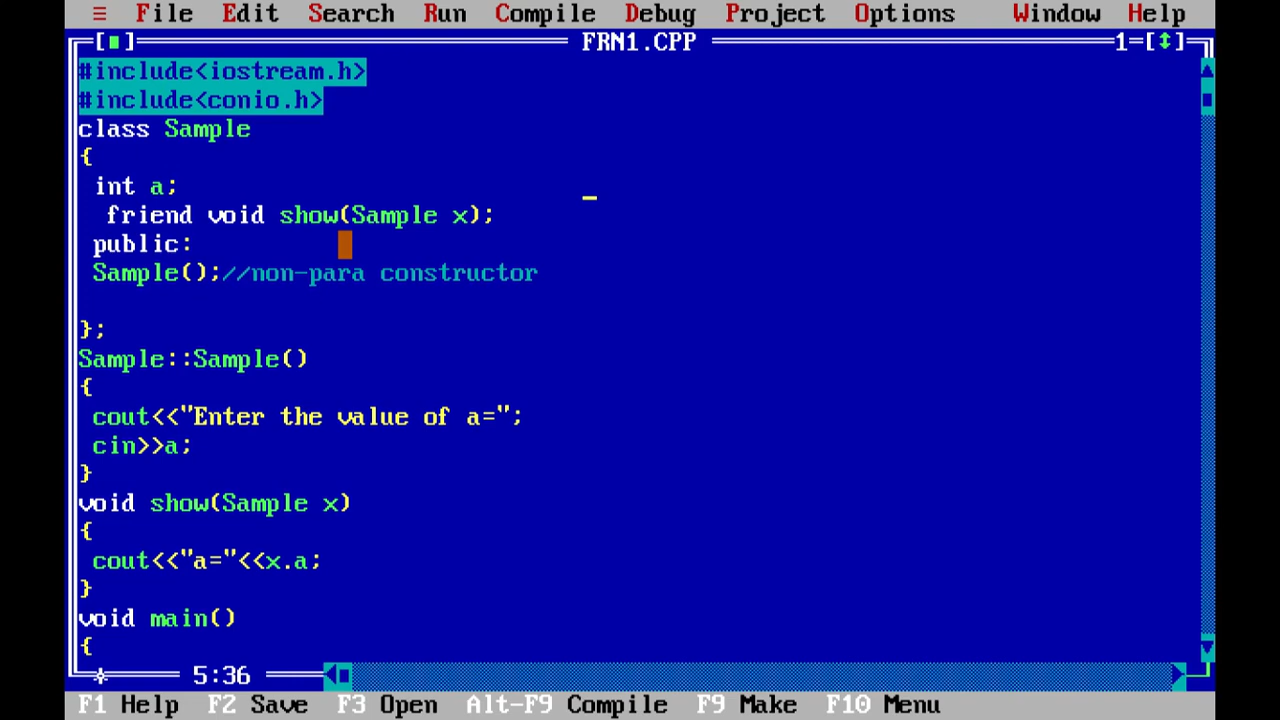 ≡ File Edit Search Run Compile Debug Project Options Window Help
[■] FRN1.CPP 1=[↕]
#include<iostream.h>
#include<conio.h>
class Sample
{
int a;
friend void show(Sample x);
public:
Sample();//non-para constructor
};
Sample::Sample()
{
cout<<"Enter the value of a=";
cin>>a;
}
void show(Sample x)
{
cout<<"a="<<x.a;
}
void main()
{
5:36
F1 Help F2 Save F3 Open Alt-F9 Compile F9 Make F10 Menu